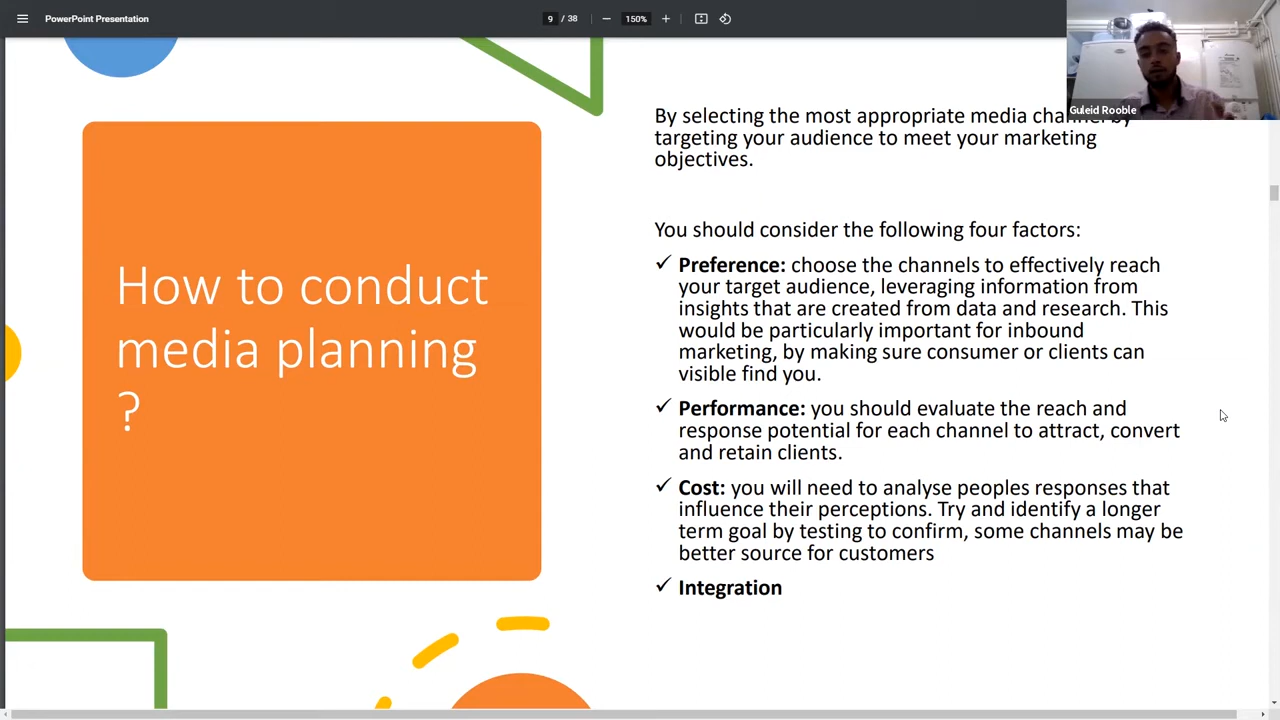 PowerPoint Presentation
9 / 38
150%
Guleid Rooble
How to conduct
media planning
?
By selecting the most appropriate media channel by
targeting your audience to meet your marketing
objectives.
You should consider the following four factors:
Preference: choose the channels to effectively reach
your target audience, leveraging information from
insights that are created from data and research. This
would be particularly important for inbound
marketing, by making sure consumer or clients can
visible find you.
Performance: you should evaluate the reach and
response potential for each channel to attract, convert
and retain clients.
Cost: you will need to analyse peoples responses that
influence their perceptions. Try and identify a longer
term goal by testing to confirm, some channels may be
better source for customers
Integration